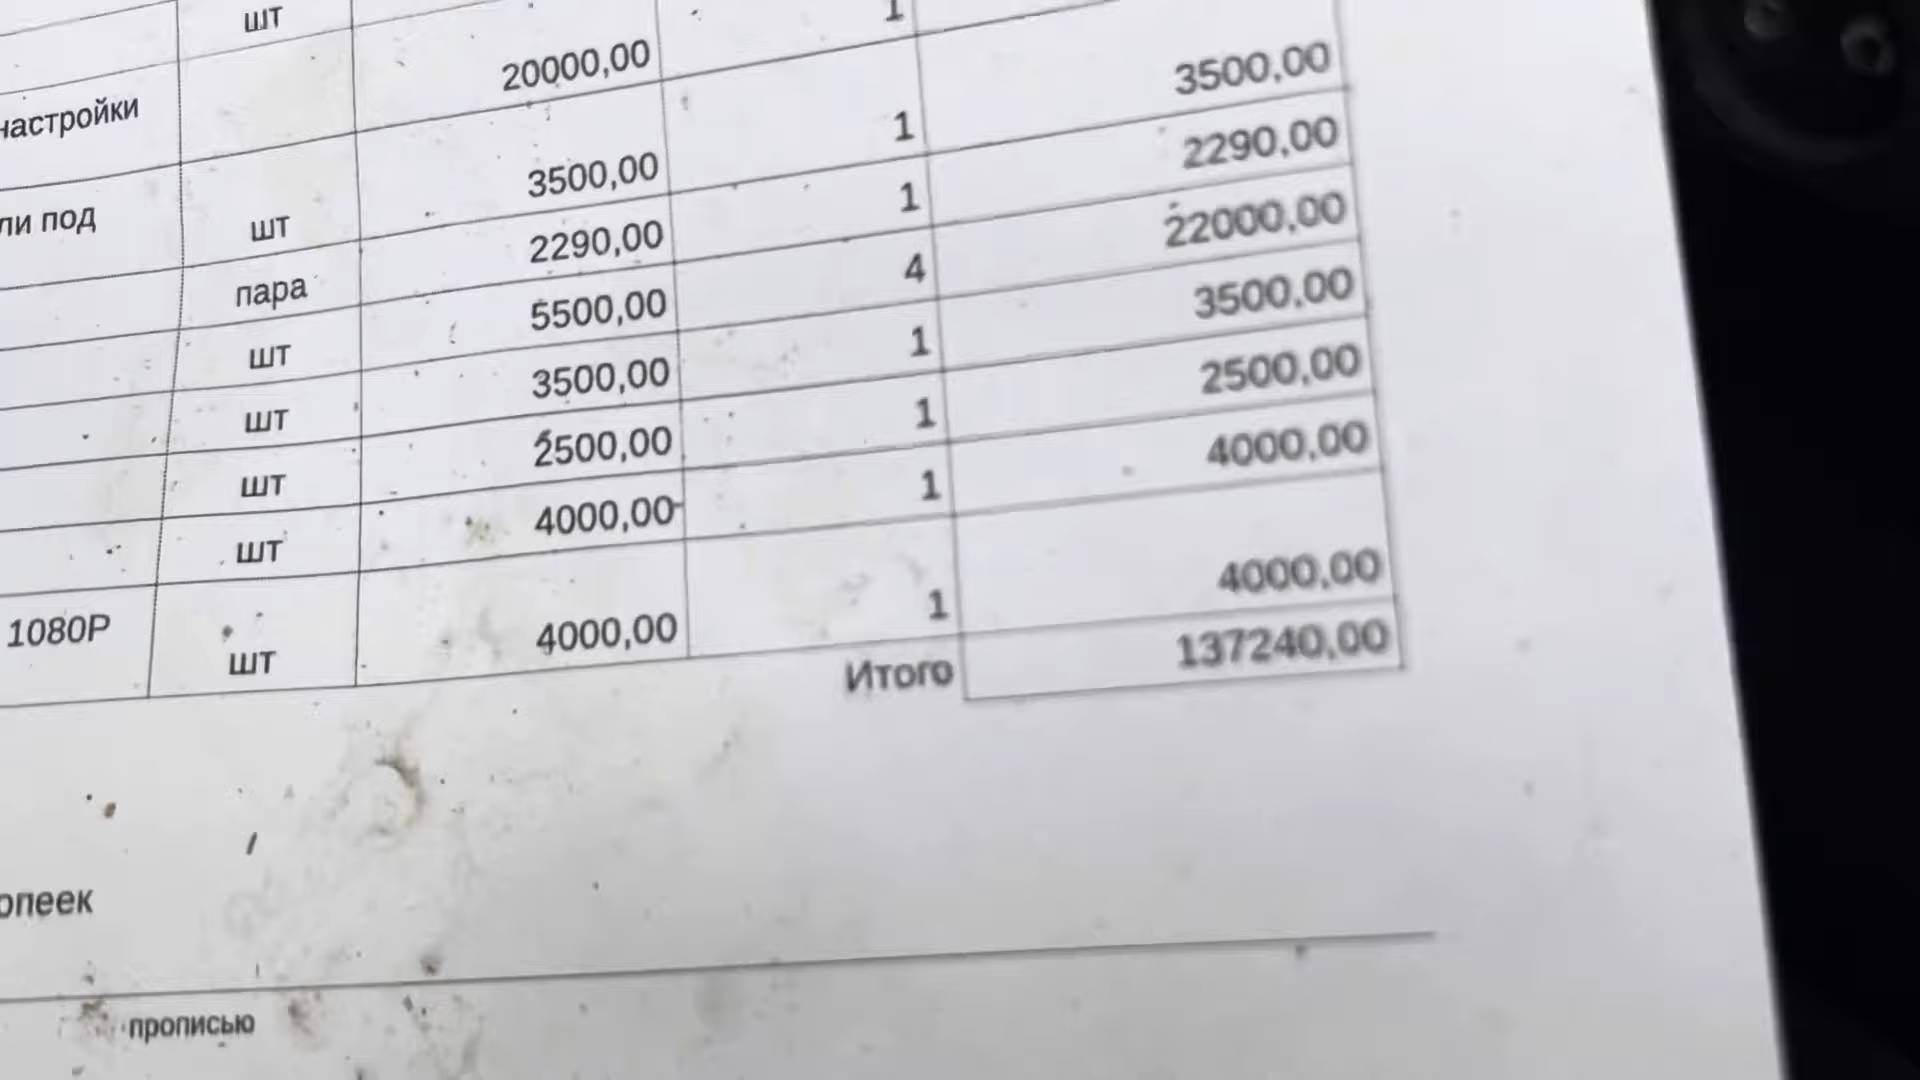 шт 20000,00 1
настройки
шт 3500,00 1 3500,00
ли под
пара 2290,00 1 2290,00
шт 5500,00 4 22000,00
шт 3500,00 1 3500,00
шт 2500,00 1 2500,00
шт 4000,00 1 4000,00
1080P
шт 4000,00 1 4000,00
Итого 137240,00
опеек
прописью